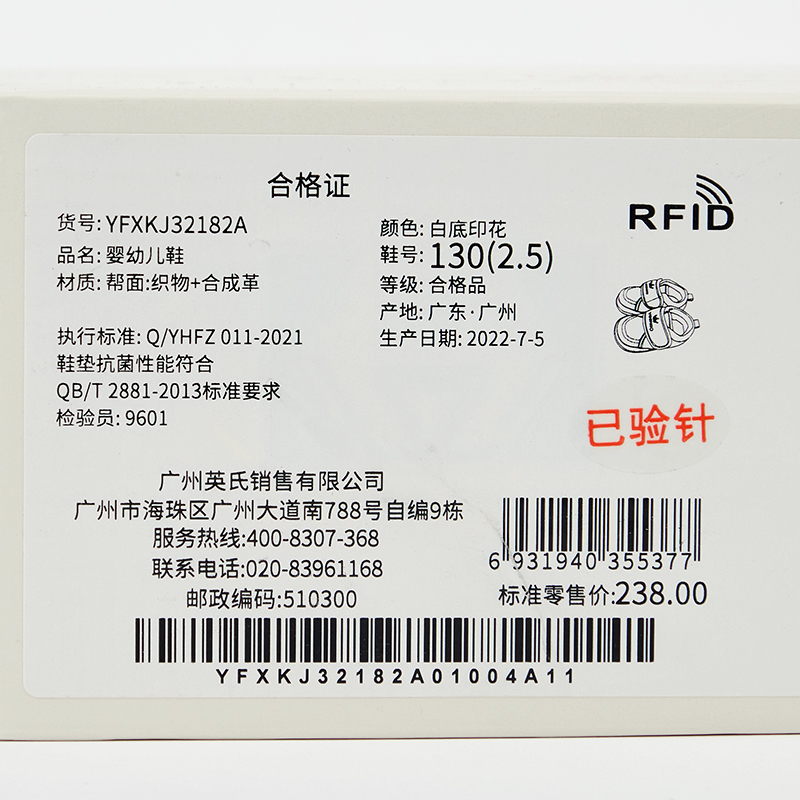 合格证
货号: YFXKJ32182A
品名: 婴幼儿鞋
材质: 帮面:织物+合成革
执行标准: Q/YHFZ 011-2021
鞋垫抗菌性能符合
QB/T 2881-2013标准要求
检验员: 9601
颜色: 白底印花
鞋号: 130(2.5)
等级: 合格品
产地: 广东·广州
生产日期: 2022-7-5
RFID
已验针
广州英氏销售有限公司
广州市海珠区广州大道南788号自编9栋
服务热线:400-8307-368
联系电话:020-83961168
邮政编码:510300
6 931940 355377
标准零售价:238.00
YFXKJ32182A01004A11